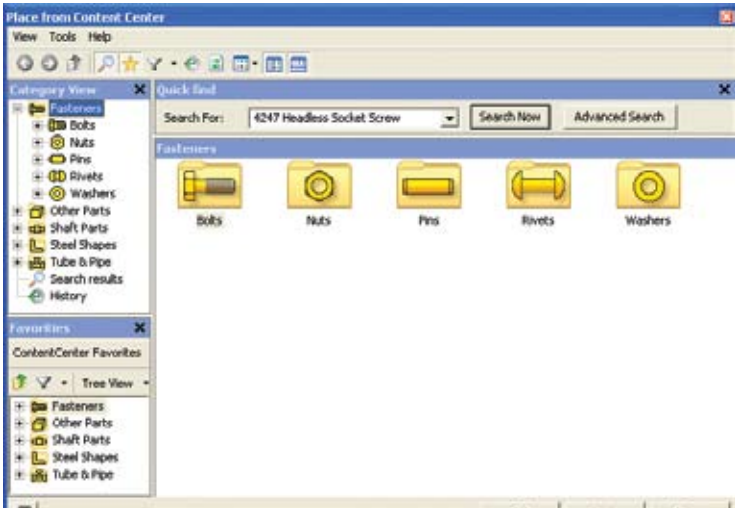 Place from Content Center
View Tools Help
Category View
Fasteners
Bolts
Nuts
Pins
Rivets
Washers
Other Parts
Shaft Parts
Steel Shapes
Tube & Pipe
Search results
History
Favorites
ContentCenter Favorites
Tree View
Fasteners
Other Parts
Shaft Parts
Steel Shapes
Tube & Pipe
Quick find
Search For: 4247 Headless Socket Screw Search Now Advanced Search
Fasteners
Bolts Nuts Pins Rivets Washers